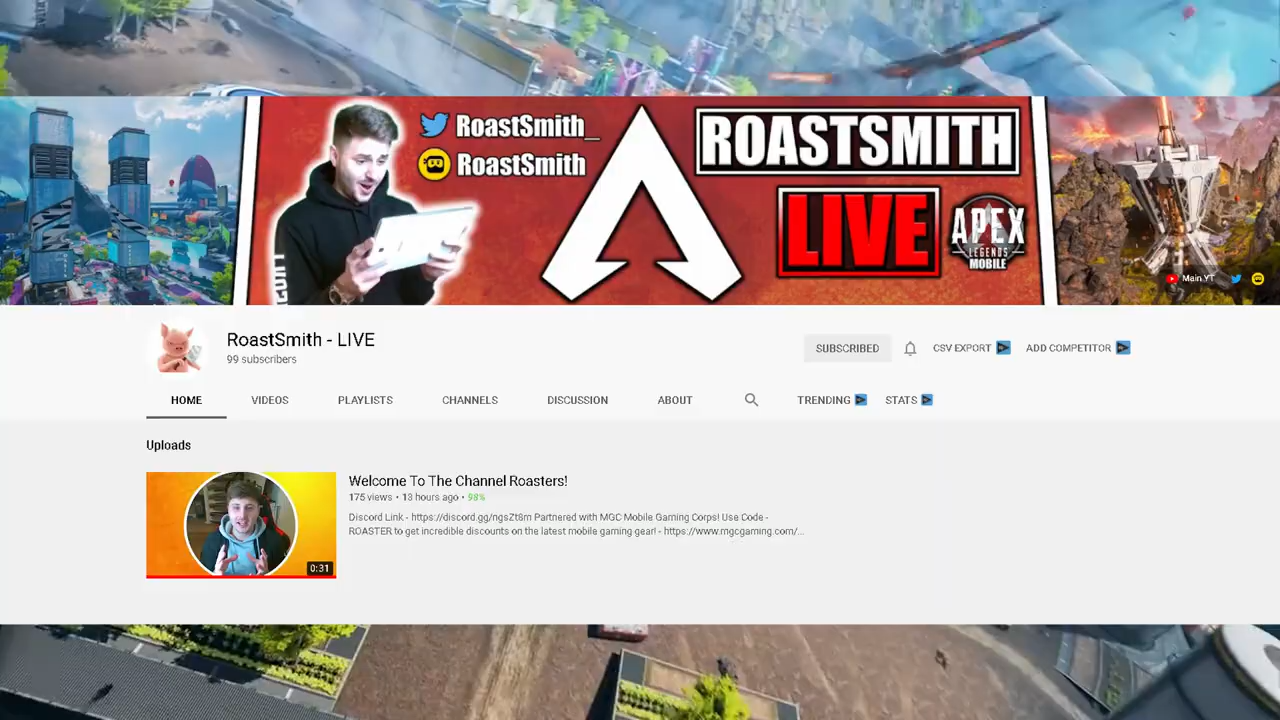 RoastSmith_
RoastSmith
ROASTSMITH
LIVE
APEX
LEGENDS
MOBILE
Main YT
RoastSmith - LIVE
99 subscribers
SUBSCRIBED
CSV EXPORT
ADD COMPETITOR
HOME
VIDEOS
PLAYLISTS
CHANNELS
DISCUSSION
ABOUT
TRENDING
STATS
Uploads
Welcome To The Channel Roasters!
175 views • 13 hours ago • 98%
Discord Link - https://discord.gg/ngsZt8m Partnered with MGC Mobile Gaming Corps! Use Code -
ROASTER to get incredible discounts on the latest mobile gaming gear! - https://www.mgcgaming.com/...
0:31